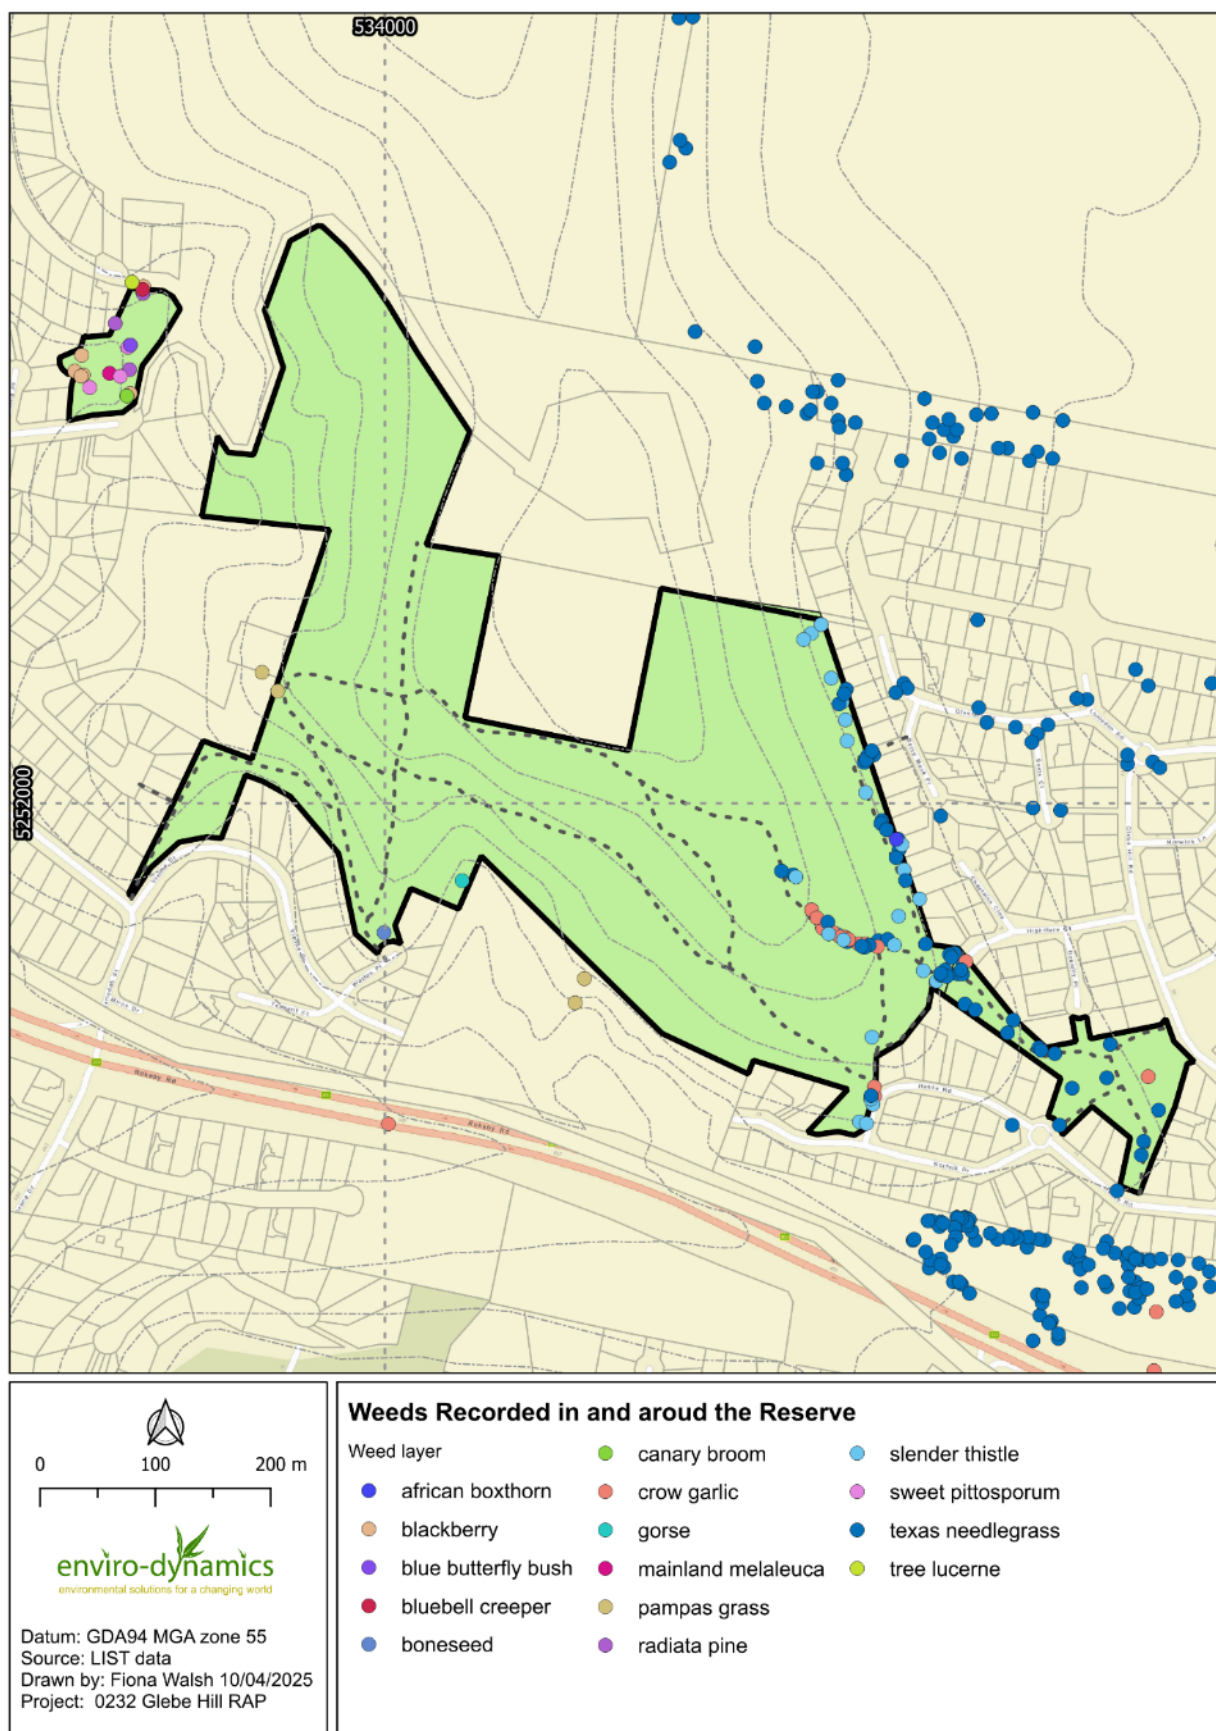 534000
5252000
Rokeby Rd
Rokeby Rd
Weeds Recorded in and aroud the Reserve
Weed layer
african boxthorn
blackberry
blue butterfly bush
bluebell creeper
boneseed
canary broom
crow garlic
gorse
mainland melaleuca
pampas grass
radiata pine
slender thistle
sweet pittosporum
texas needlegrass
tree lucerne
0 100 200 m
enviro-dynamics
environmental solutions for a changing world
Datum: GDA94 MGA zone 55
Source: LIST data
Drawn by: Fiona Walsh 10/04/2025
Project: 0232 Glebe Hill RAP